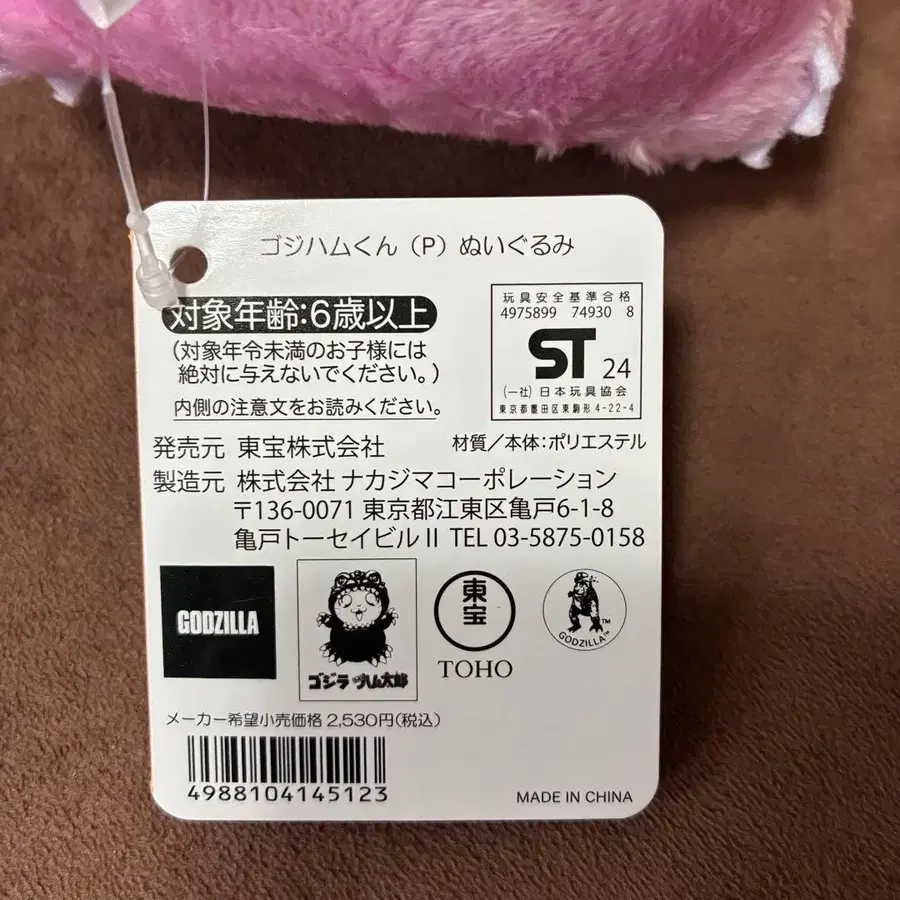 ゴジハムくん（P）ぬいぐるみ
対象年齢:6歳以上
（対象年令未満のお子様には
絶対に与えないでください。）
内側の注意文をお読みください。
玩具安全基準合格
4975899 74930 8
ST 24
（一社）日本玩具協会
東京都墨田区東駒形4-22-4
発売元 東宝株式会社
材質／本体:ポリエステル
製造元 株式会社 ナカジマコーポレーション
〒136-0071 東京都江東区亀戸6-1-8
亀戸トーセイビルⅡ TEL 03-5875-0158
GODZILLA
ゴジラ ハム太郎
東宝
TOHO
GODZILLA™
™
メーカー希望小売価格 2,530円(税込)
4988104145123
MADE IN CHINA